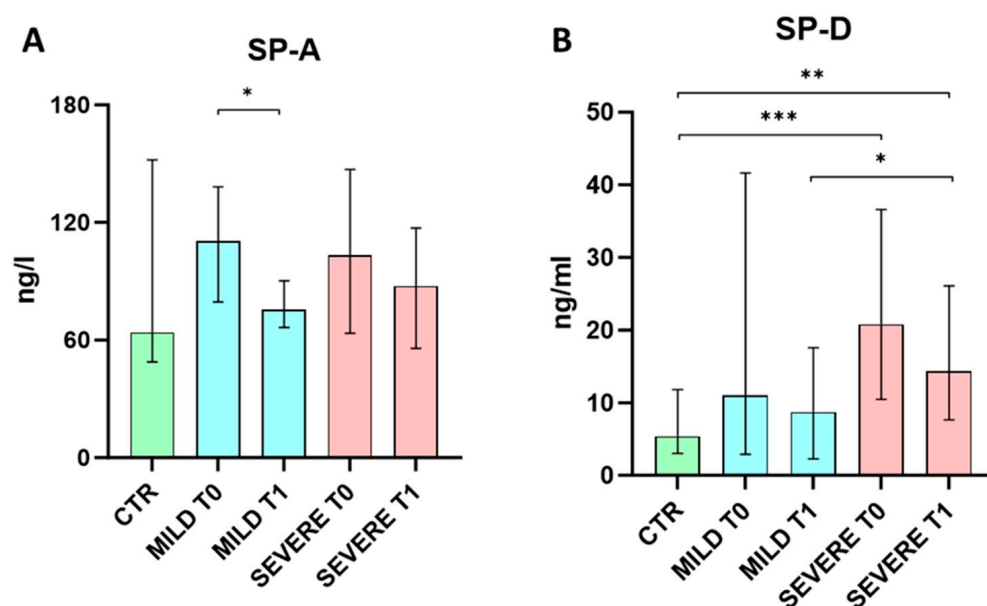 A
SP-A
ng/l
180
120
60
0
*
CTR
MILD T0
MILD T1
SEVERE T0
SEVERE T1
B
SP-D
ng/ml
50
40
30
20
10
0
**
***
*
CTR
MILD T0
MILD T1
SEVERE T0
SEVERE T1